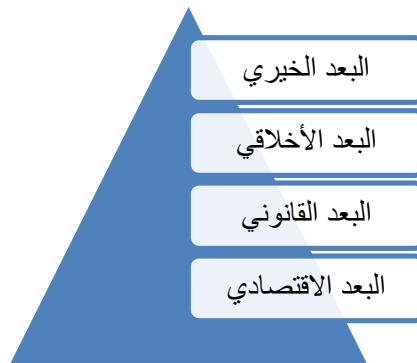 البعد الخيري
البعد الأخلاقي
البعد القانوني
البعد الاقتصادي